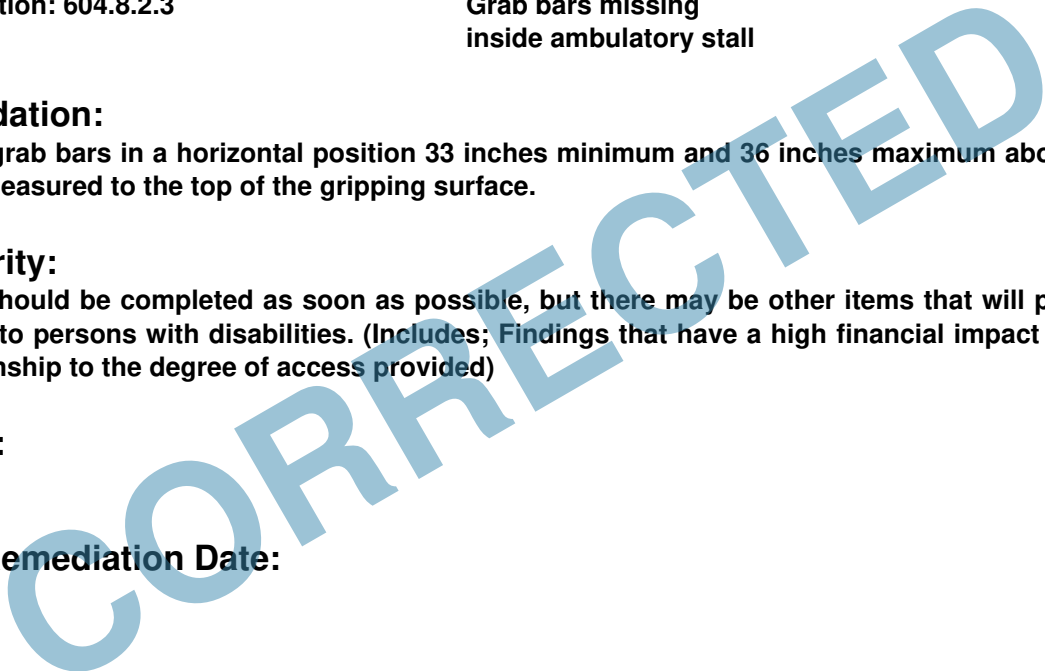 tion: 604.8.2.3
Grab bars missing
inside ambulatory stall
dation:
grab bars in a horizontal position 33 inches minimum and 36 inches maximum abo
easured to the top of the gripping surface.
rity:
hould be completed as soon as possible, but there may be other items that will p
to persons with disabilities. (Includes; Findings that have a high financial impact
nship to the degree of access provided)
:
emediation Date:
CORRECTED